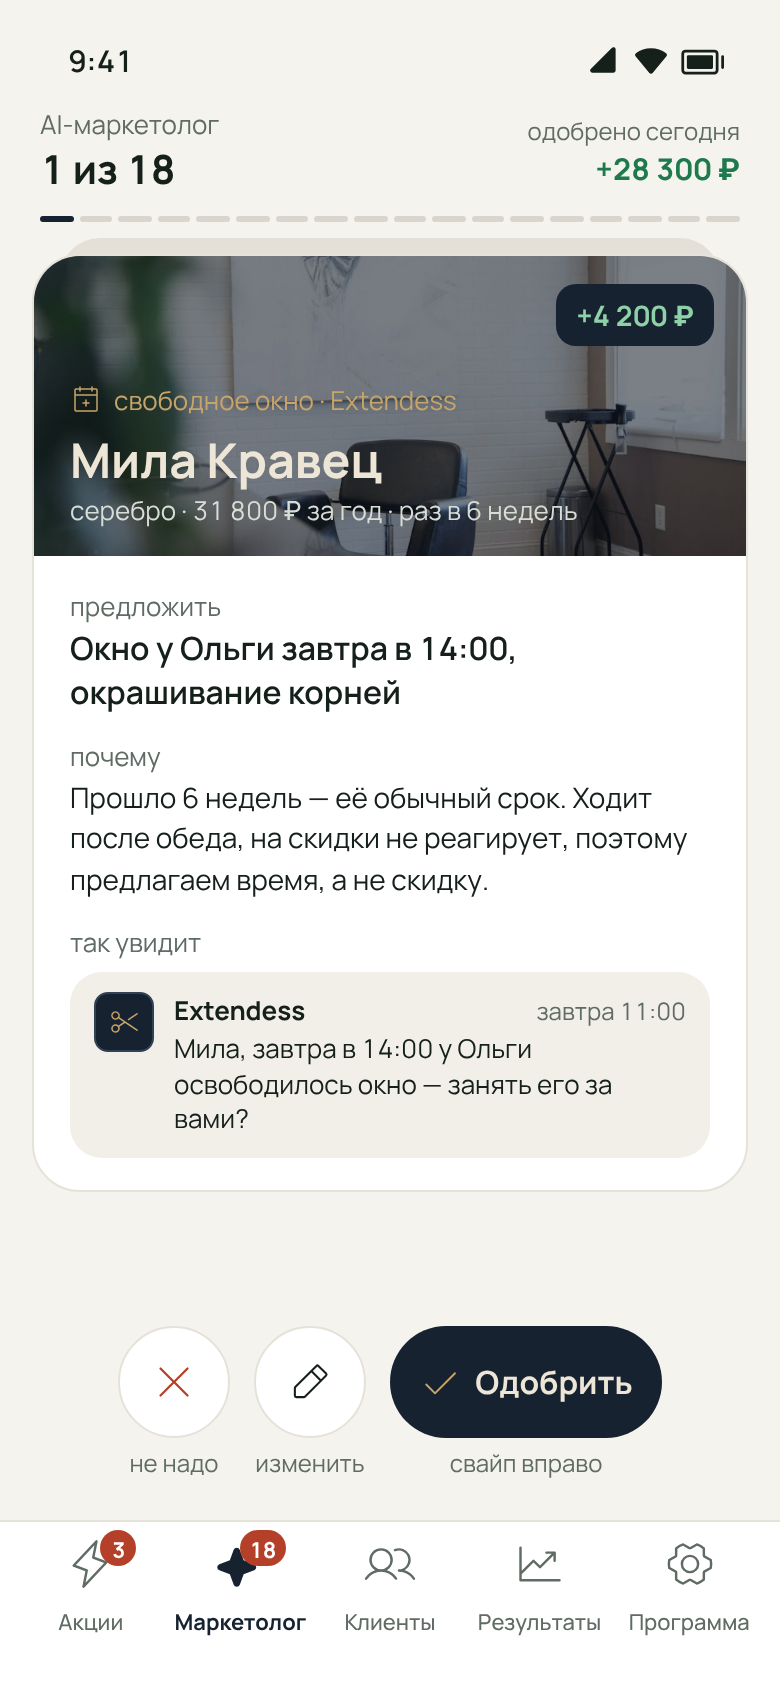 9:41
AI-маркетолог
1 из 18
одобрено сегодня
+28 300 ₽
+4 200 ₽
свободное окно · Extendess
Мила Кравец
серебро · 31 800 ₽ за год · раз в 6 недель
предложить
Окно у Ольги завтра в 14:00,
окрашивание корней
почему
Прошло 6 недель — её обычный срок. Ходит
после обеда, на скидки не реагирует, поэтому
предлагаем время, а не скидку.
так увидит
Extendess
завтра 11:00
Мила, завтра в 14:00 у Ольги
освободилось окно — занять его за
вами?
Одобрить
не надо
изменить
свайп вправо
3
18
Акции
Маркетолог
Клиенты
Результаты
Программа